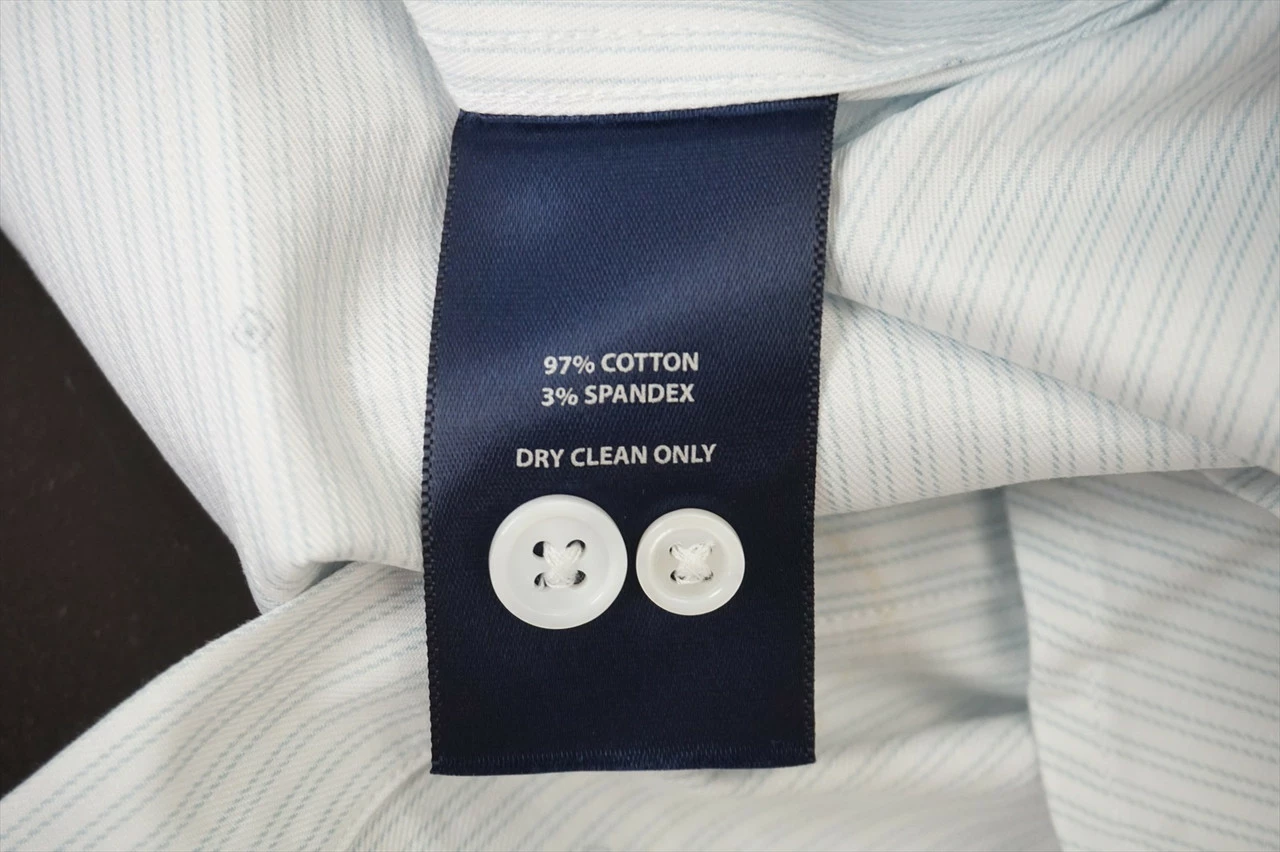 97% COTTON
3% SPANDEX
DRY CLEAN ONLY